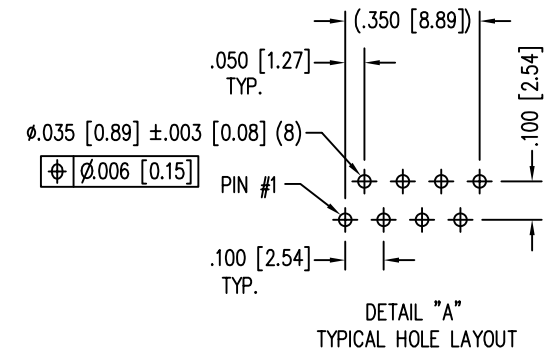 (.350 [8.89])
.050 [1.27]
TYP.
.100 [2.54]
ø.035 [0.89] ±.003 [0.08] (8)
⌖ Ø.006 [0.15]
PIN #1
.100 [2.54]
TYP.
DETAIL "A"
TYPICAL HOLE LAYOUT